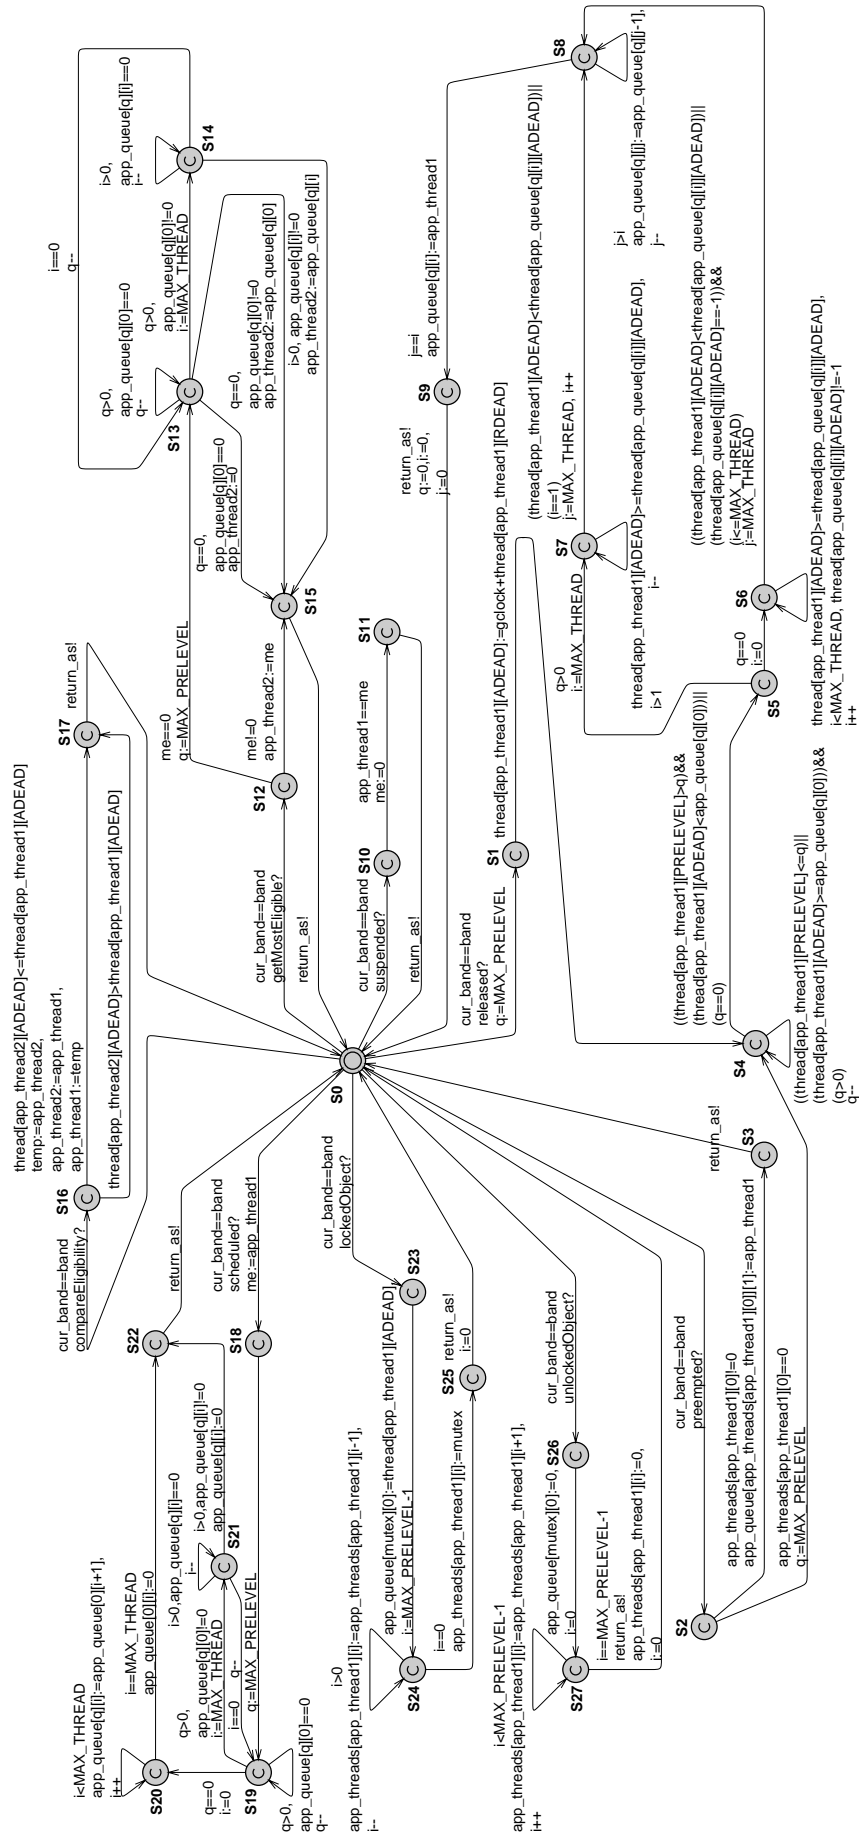 thread[app_thread2][ADEAD]<=thread[app_thread1][ADEAD]
temp:=app_thread2,
app_thread2:=app_thread1,
app_thread1:=temp
S16
cur_band==band
compareEligibility?
thread[app_thread2][ADEAD]>thread[app_thread1][ADEAD]
S17
return_as!
i<MAX_THREAD
app_queue[q][i]:=app_queue[0][i+1],
i++
S20
i==MAX_THREAD
app_queue[0][i]:=0
S22
return_as!
q==0
i:=0
S19
q>0,
app_queue[q][0]==0
q--
q>0,
app_queue[q][0]!=0
i:=MAX_THREAD
i==0
q--
i>0,app_queue[q][i]==0
i--
S21
i>0,app_queue[q][i]!=0
app_queue[q][i]:=0
q:=MAX_PRELEVEL
S18
cur_band==band
scheduled?
me:=app_thread1
S0
cur_band==band
getMostEligible?
return_as!
S12
me==0
q:=MAX_PRELEVEL
me!=0
app_thread2:=me
S15
S13
q>0,
app_queue[q][0]==0
q--
q>0,
app_queue[q][0]!=0
i:=MAX_THREAD
i==0
q--
S14
i>0,
app_queue[q][i]==0
i--
q==0,
app_queue[q][0]==0
app_thread2:=0
q==0,
app_queue[q][0]!=0
app_thread2:=app_queue[q][0]
i>0, app_queue[q][i]!=0
app_thread2:=app_queue[q][i]
cur_band==band
suspended?
S10
app_thread1==me
me:=0
S11
return_as!
cur_band==band
lockedObject?
S23
app_queue[mutex][0]:=thread[app_thread1][ADEAD]
i:=MAX_PRELEVEL-1
i>0
app_threads[app_thread1][i]:=app_threads[app_thread1][i-1],
i--
S24
i==0
app_threads[app_thread1][i]:=mutex
S25
return_as!
i:=0
cur_band==band
unlockedObject?
S26
app_queue[mutex][0]:=0,
i:=0
i<MAX_PRELEVEL-1
app_threads[app_thread1][i]:=app_threads[app_thread1][i+1],
i++
S27
i==MAX_PRELEVEL-1
return_as!
app_threads[app_thread1][i]:=0,
i:=0
cur_band==band
preempted?
S2
app_threads[app_thread1][0]!=0
app_queue[app_threads[app_thread1][0]][1]:=app_thread1
S3
return_as!
app_threads[app_thread1][0]==0
q:=MAX_PRELEVEL
cur_band==band
released?
q:=MAX_PRELEVEL
S1
thread[app_thread1][ADEAD]:=gclock+thread[app_thread1][RDEAD]
S4
((thread[app_thread1][PRELEVEL]<=q)||
(thread[app_thread1][ADEAD]>=app_queue[q][0]))&&
(q>0)
q--
((thread[app_thread1][PRELEVEL]>q)&&
(thread[app_thread1][ADEAD]<app_queue[q][0]))||
(q==0)
S5
q>0
i:=MAX_THREAD
q==0
i:=0
S7
thread[app_thread1][ADEAD]>=thread[app_queue[q][i]][ADEAD],
i>1
i--
(thread[app_thread1][ADEAD]<thread[app_queue[q][i]][ADEAD])||
(i==1)
j:=MAX_THREAD, i++
S6
thread[app_thread1][ADEAD]>=thread[app_queue[q][i]][ADEAD],
i<MAX_THREAD, thread[app_queue[q][i]][ADEAD]!=-1
i++
((thread[app_thread1][ADEAD]<thread[app_queue[q][i]][ADEAD])||
(thread[app_queue[q][i]][ADEAD]==-1))&&
(i<=MAX_THREAD)
j:=MAX_THREAD
S8
j>i
app_queue[q][j]:=app_queue[q][j-1],
j--
j==i
app_queue[q][i]:=app_thread1
S9
return_as!
q:=0,i:=0,
j:=0